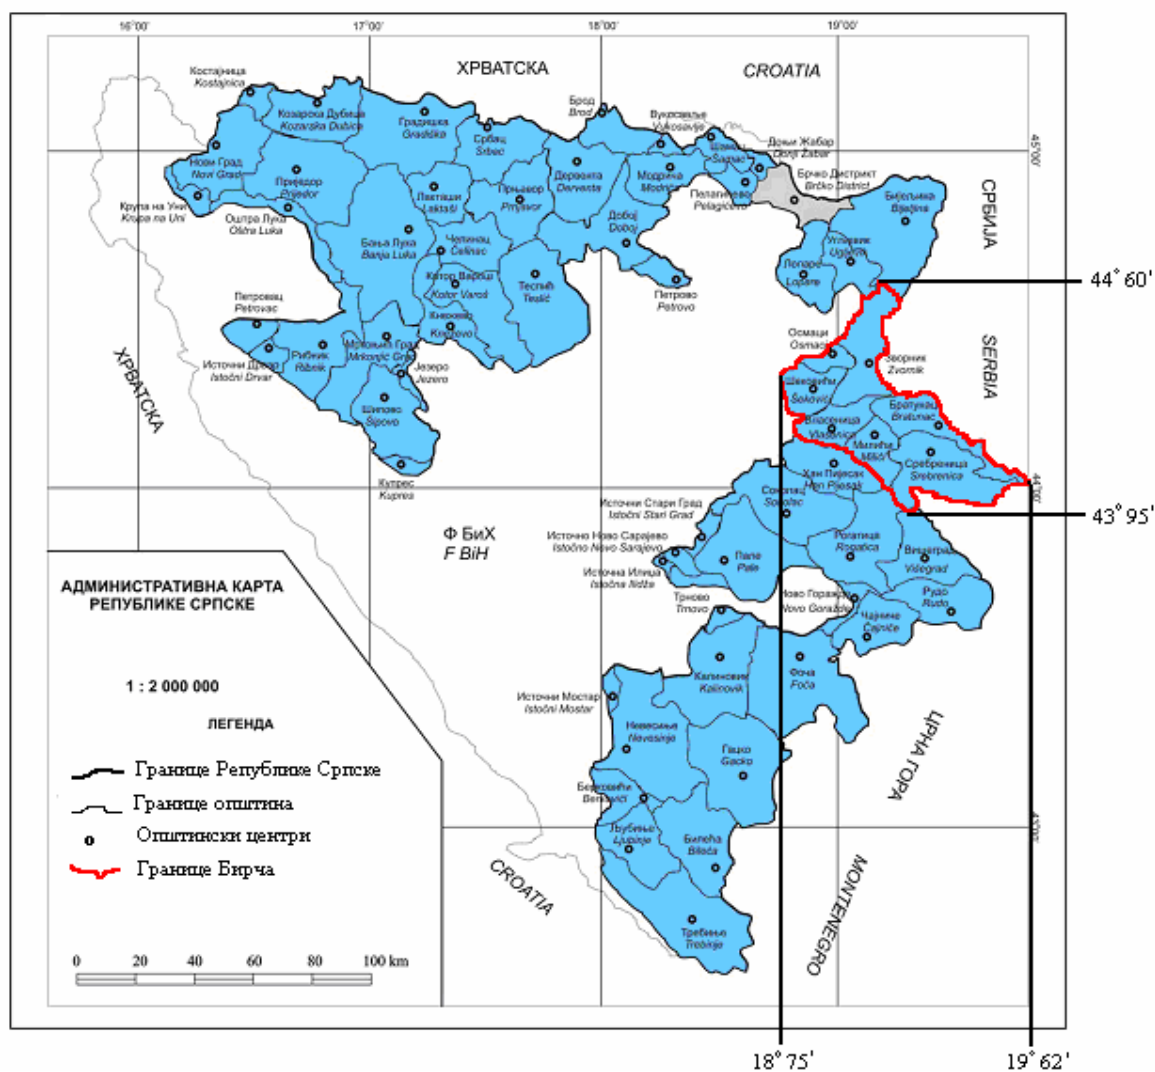 16°00'
17°00'
18°00'
19°00'
ХРВАТСКА
CROATIA
Костајница
Kostajnica
Козарска Дубица
Kozarska Dubica
Градишка
Gradiška
Србац
Srbac
Брод
Brod
Вукосавље
Vukosavlje
Шамац
Šamac
Доњи Жабар
Donji Žabar
45°00'
Нови Град
Novi Grad
Приједор
Prijedor
Лакташи
Laktaši
Прњавор
Prnjavor
Дервента
Derventa
Модрича
Modriča
Пелагићево
Pelagićevo
Брчко Дистрикт
Brčko District
Бијељина
Bijeljina
СРБИЈА
Крупа на Уни
Krupa na Uni
Оштра Лука
Oštra Luka
Бања Лука
Banja Luka
Челинац
Čelinac
Добој
Doboj
Угљевик
Ugljevik
Лопаре
Lopare
Котор Варош
Kotor Varoš
Теслић
Teslić
Петрово
Petrovo
44° 60'
Петровац
Petrovac
Кнежево
Kneževo
Источни Дрвар
Istočni Drvar
Рибник
Ribnik
Мркоњић Град
Mrkonjić Grad
Језеро
Jezero
Шипово
Šipovo
Купрес
Kupres
ХРВАТСКА
Осмаци
Osmaci
Зворник
Zvornik
SERBIA
Шековићи
Šekovići
Братунац
Bratunac
Власеница
Vlasenica
Милићи
Milići
Сребреница
Srebrenica
Хан Пијесак
Han Pijesak
44°00'
43° 95'
Соколац
Sokolac
Источни Стари Град
Istočni Stari Grad
Источно Ново Сарајево
Istočno Novo Sarajevo
Источна Илиџа
Istočna Ilidža
Пале
Pale
Рогатица
Rogatica
Вишеград
Višegrad
Ф БиХ
F BiH
Трново
Trnovo
Ново Горажде
Novo Goražde
Рудо
Rudo
Чајниче
Čajniče
Калиновик
Kalinovik
Фоча
Foča
Источни Мостар
Istočni Mostar
Невесиње
Nevesinje
Гацко
Gacko
ЦРНА ГОРА
Берковићи
Berkovići
Љубиње
Ljubinje
Билећа
Bileća
43°00'
CROATIA
MONTENEGRO
Требиње
Trebinje
АДМИНИСТРАТИВНА КАРТА
РЕПУБЛИКЕ СРПСКЕ
1 : 2 000 000
ЛЕГЕНДА
Границе Републике Српске
Границе општина
Општински центри
Границе Бирча
0 20 40 60 80 100 km
18° 75'
19° 62'